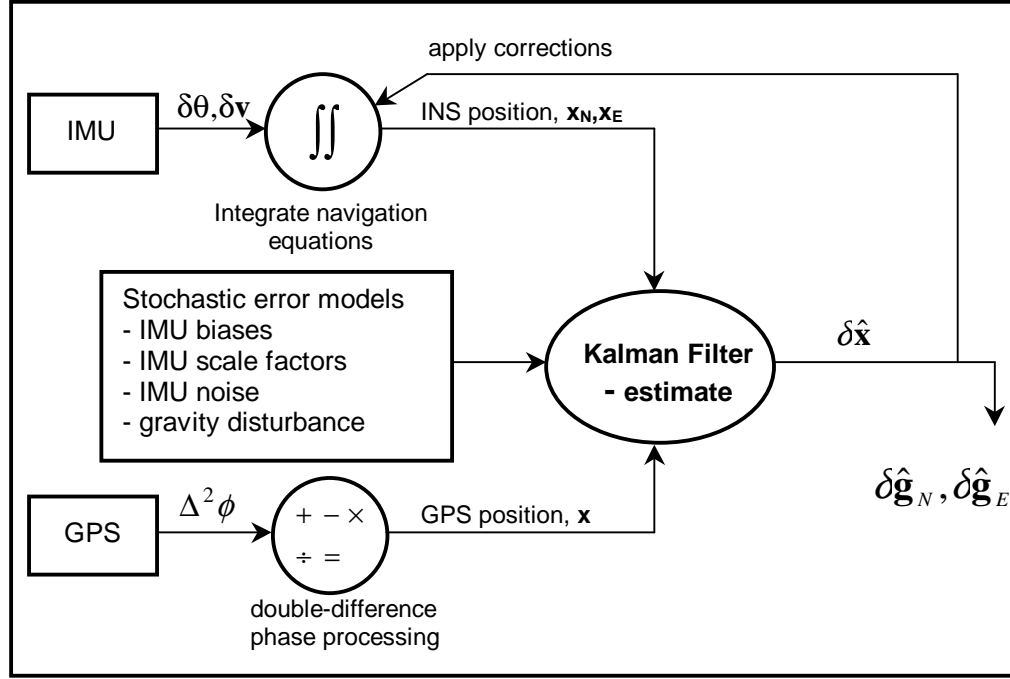 apply corrections
IMU
δθ,δv
∬
INS position, x_N,x_E
Integrate navigation
equations
Stochastic error models
- IMU biases
- IMU scale factors
- IMU noise
- gravity disturbance
Kalman Filter
- estimate
δx̂
GPS
Δ²φ
+ − ×
÷ =
GPS position, x
double-difference
phase processing
δĝ_N, δĝ_E